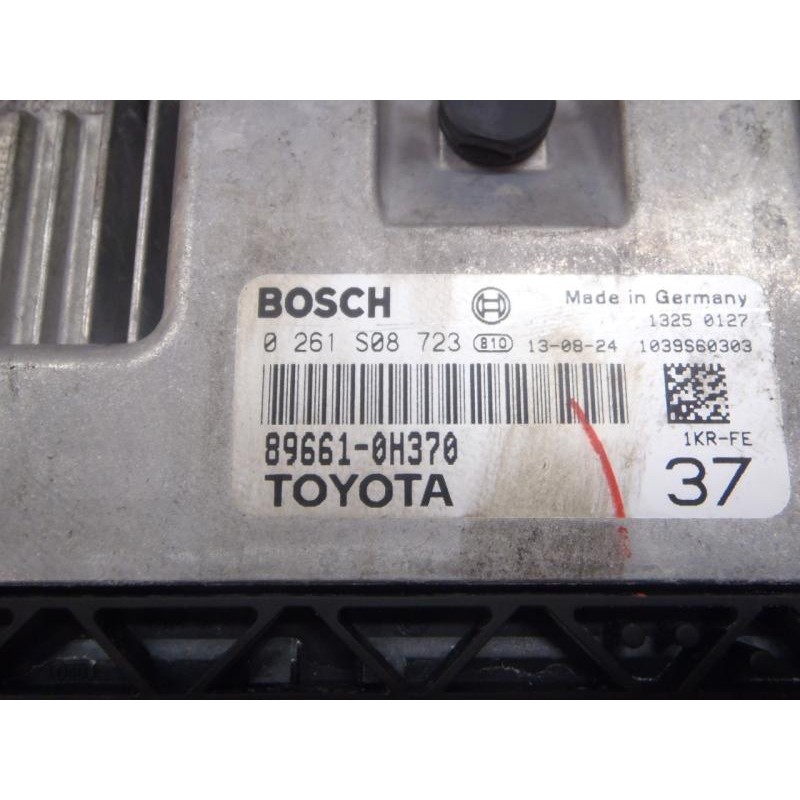 BOSCH Made in Germany
1325 0127
0 261 S08 723 810 13-08-24 1039S60303
89661-0H370 1KR-FE
TOYOTA 37